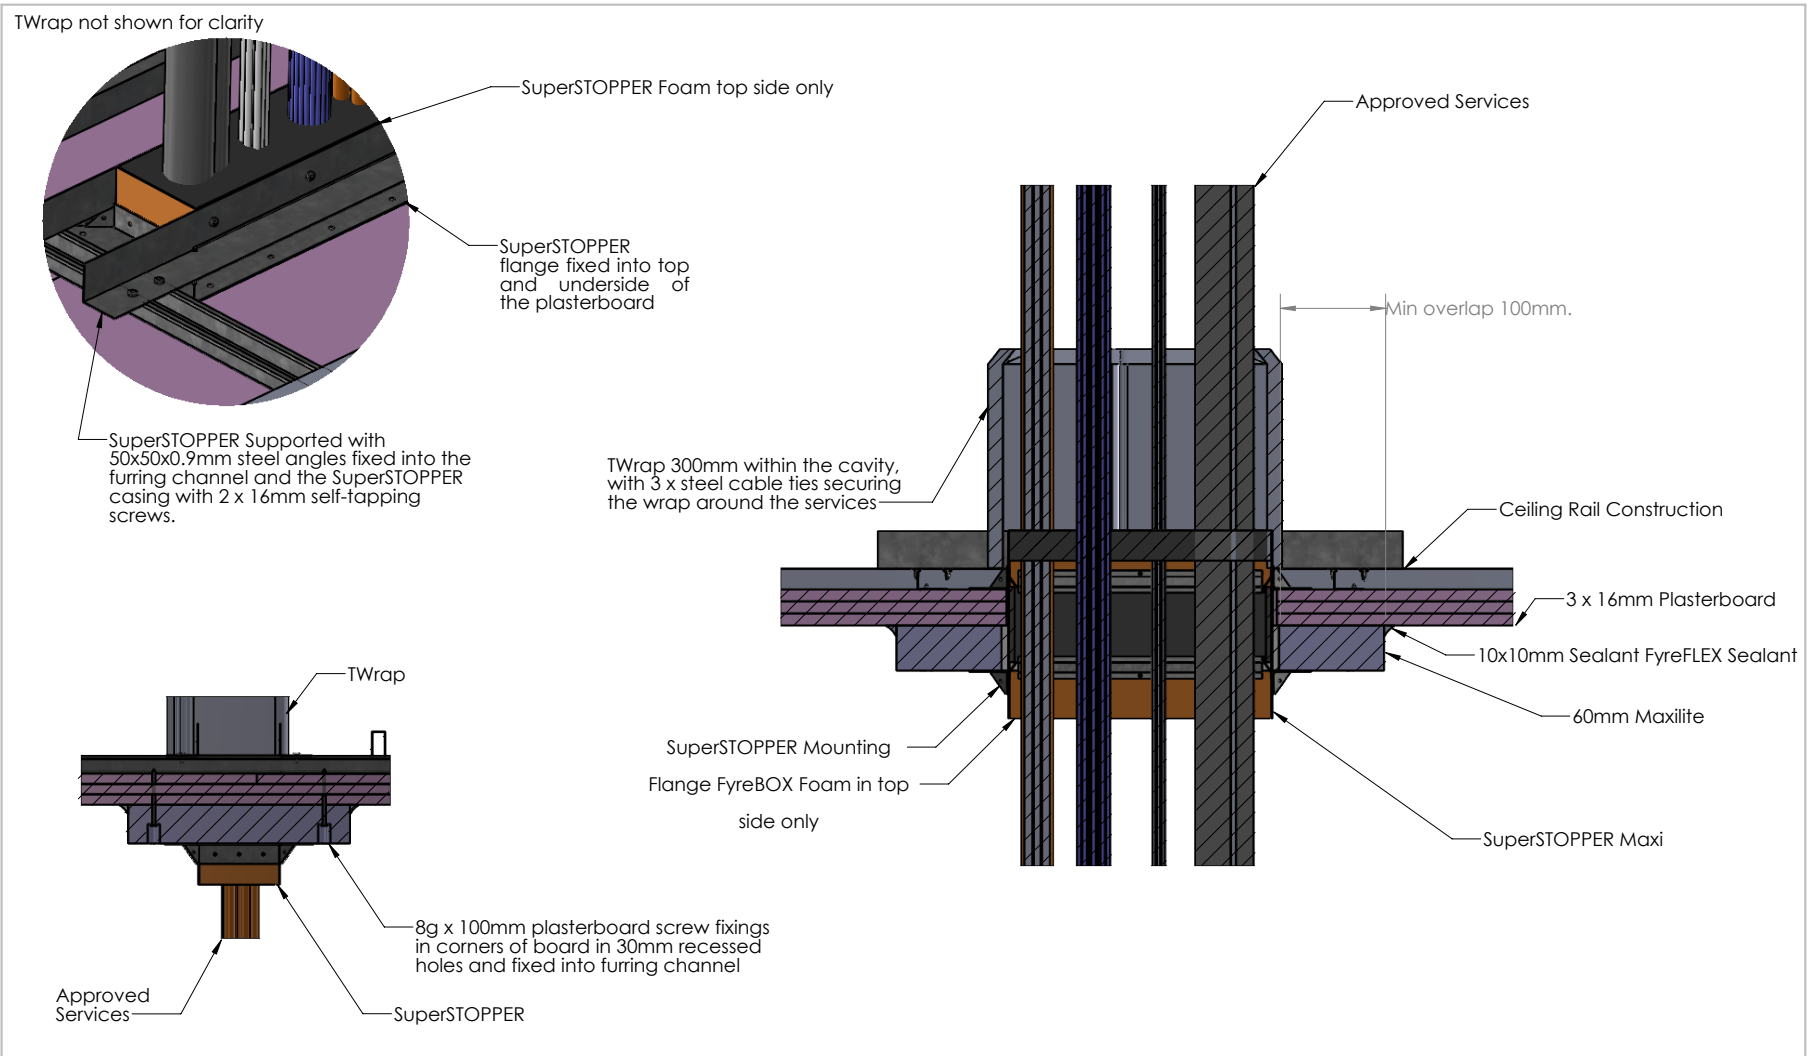 TWrap not shown for clarity
SuperSTOPPER Foam top side only
SuperSTOPPER
flange fixed into top
and underside of
the plasterboard
SuperSTOPPER Supported with
50x50x0.9mm steel angles fixed into the
furring channel and the SuperSTOPPER
casing with 2 x 16mm self-tapping
screws.
Approved Services
Min overlap 100mm.
TWrap 300mm within the cavity,
with 3 x steel cable ties securing
the wrap around the services
Ceiling Rail Construction
3 x 16mm Plasterboard
10x10mm Sealant FyreFLEX Sealant
60mm Maxilite
SuperSTOPPER Mounting
Flange FyreBOX Foam in top
side only
SuperSTOPPER Maxi
TWrap
8g x 100mm plasterboard screw fixings
in corners of board in 30mm recessed
holes and fixed into furring channel
Approved
Services
SuperSTOPPER